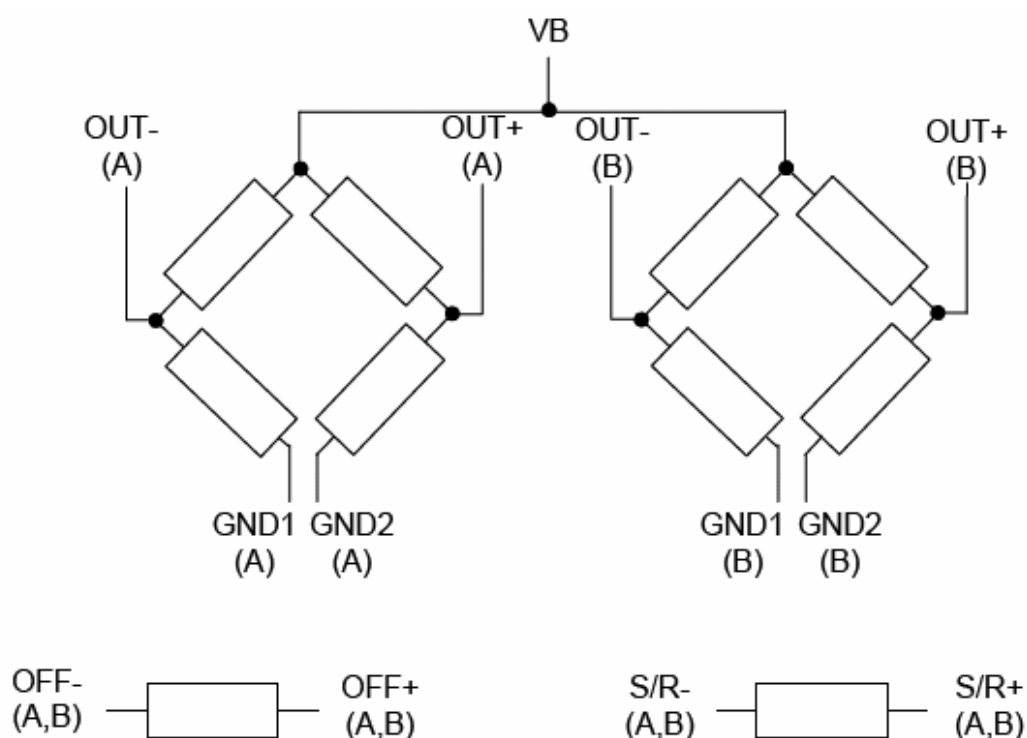 VB
OUT-
(A)
OUT+
(A)
OUT-
(B)
OUT+
(B)
GND1
(A)
GND2
(A)
GND1
(B)
GND2
(B)
OFF-
(A,B)
OFF+
(A,B)
S/R-
(A,B)
S/R+
(A,B)